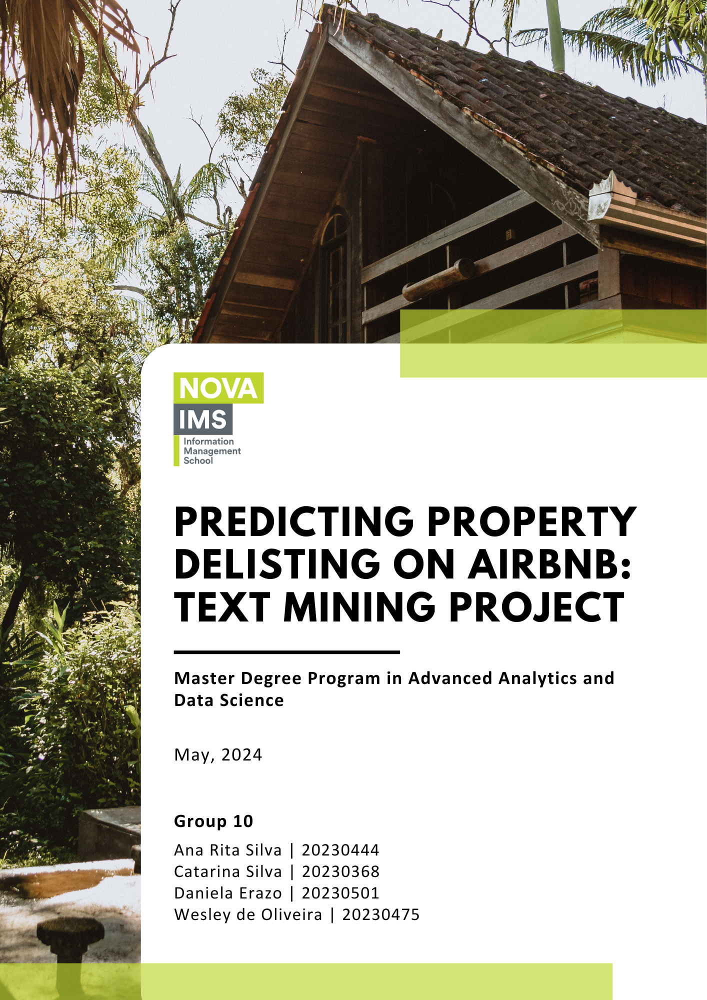 NOVA
IMS
Information
Management
School
PREDICTING PROPERTY
DELISTING ON AIRBNB:
TEXT MINING PROJECT
Master Degree Program in Advanced Analytics and
Data Science
May, 2024
Group 10
Ana Rita Silva | 20230444
Catarina Silva | 20230368
Daniela Erazo | 20230501
Wesley de Oliveira | 20230475